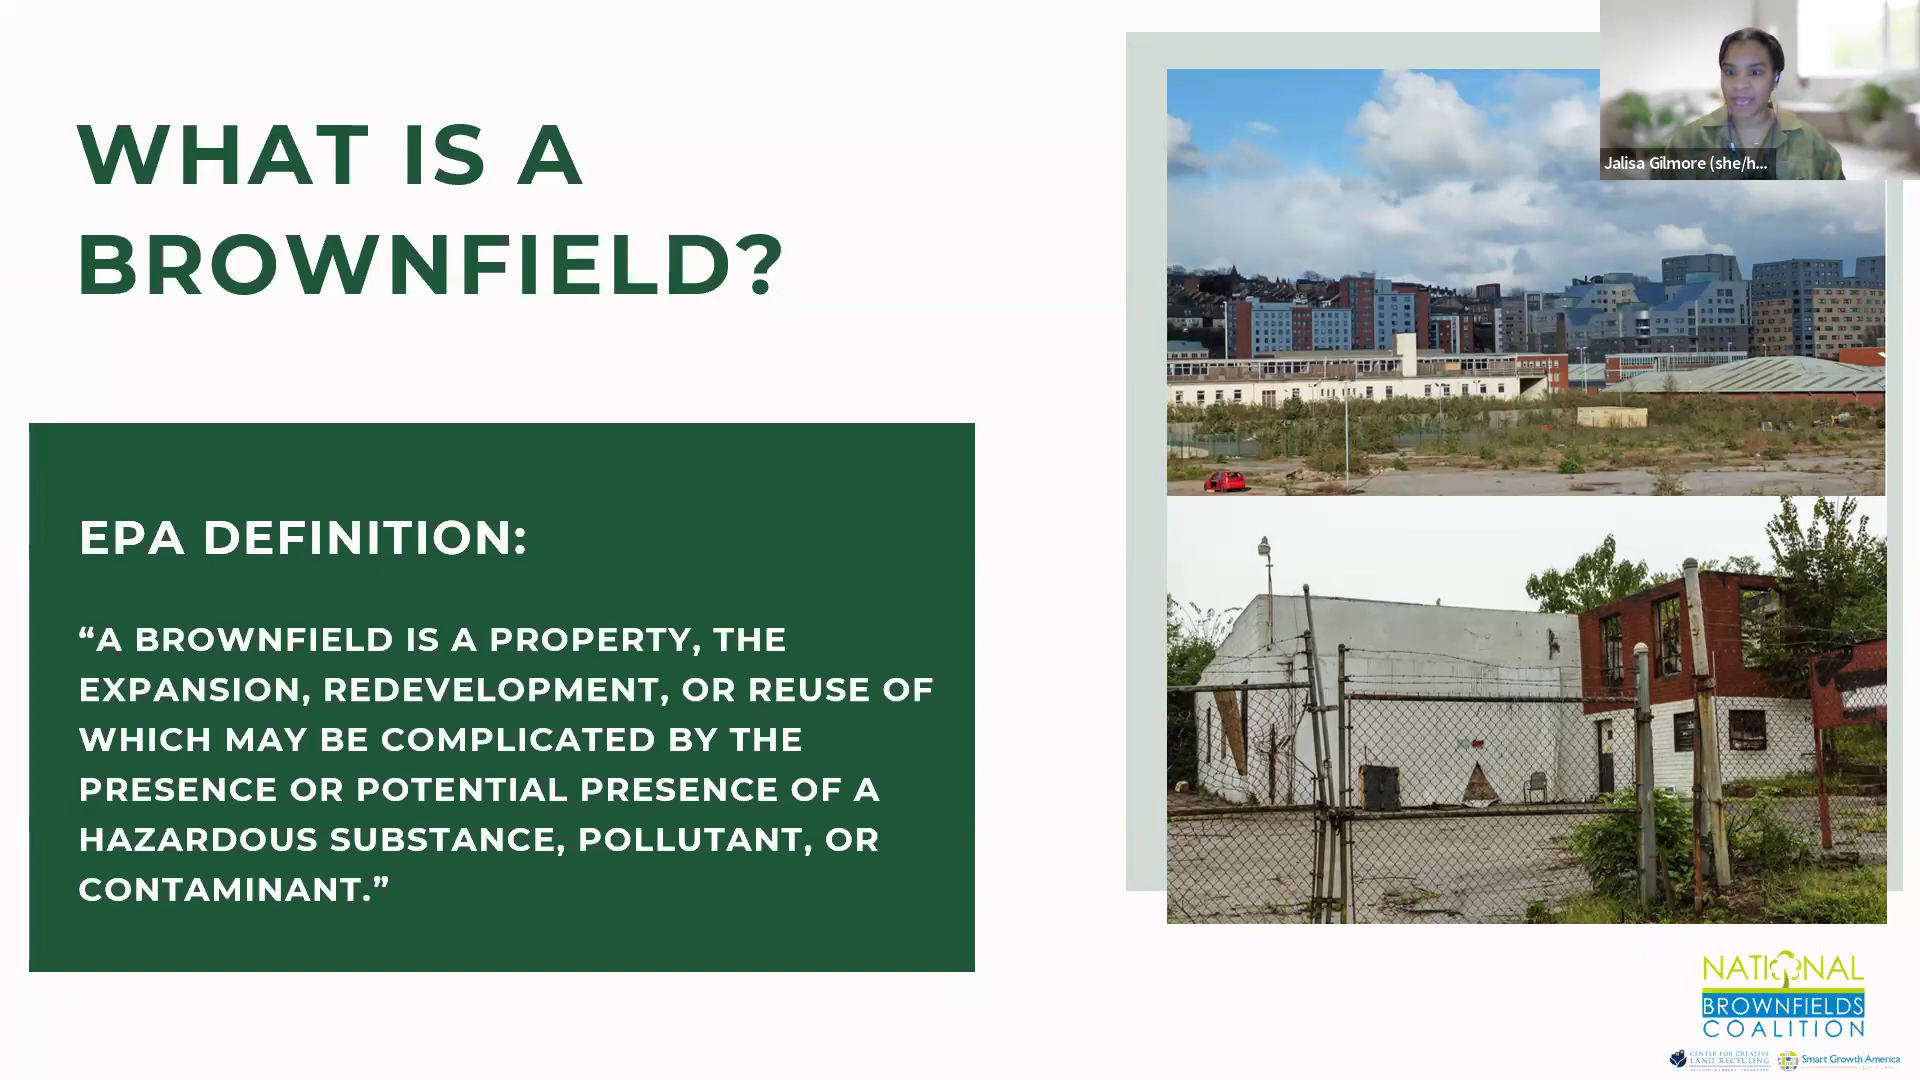 WHAT IS A
BROWNFIELD?
EPA DEFINITION:
“A BROWNFIELD IS A PROPERTY, THE
EXPANSION, REDEVELOPMENT, OR REUSE OF
WHICH MAY BE COMPLICATED BY THE
PRESENCE OR POTENTIAL PRESENCE OF A
HAZARDOUS SUBSTANCE, POLLUTANT, OR
CONTAMINANT.”
Jalisa Gilmore (she/h...
NATIONAL
BROWNFIELDS
COALITION
CENTER FOR CREATIVE
LAND RECYCLING
Smart Growth America